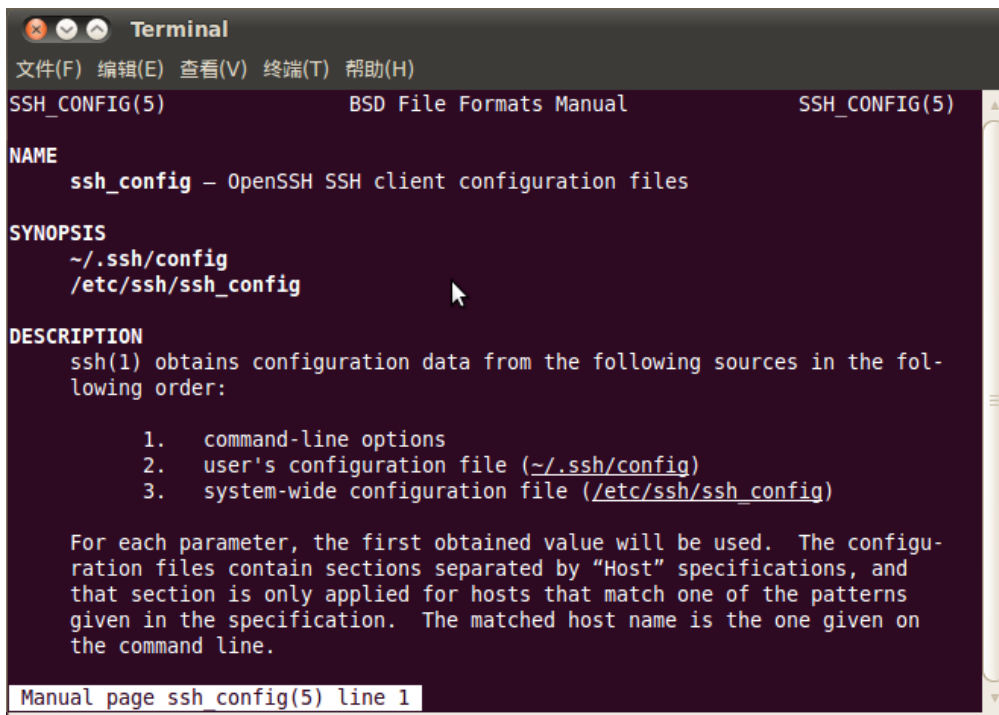 Terminal
文件(F) 编辑(E) 查看(V) 终端(T) 帮助(H)
SSH_CONFIG(5) BSD File Formats Manual SSH_CONFIG(5)
NAME
ssh_config — OpenSSH SSH client configuration files
SYNOPSIS
~/.ssh/config
/etc/ssh/ssh_config
DESCRIPTION
ssh(1) obtains configuration data from the following sources in the fol-
lowing order:
1. command-line options
2. user's configuration file (~/.ssh/config)
3. system-wide configuration file (/etc/ssh/ssh_config)
For each parameter, the first obtained value will be used. The configu-
ration files contain sections separated by “Host” specifications, and
that section is only applied for hosts that match one of the patterns
given in the specification. The matched host name is the one given on
the command line.
Manual page ssh_config(5) line 1